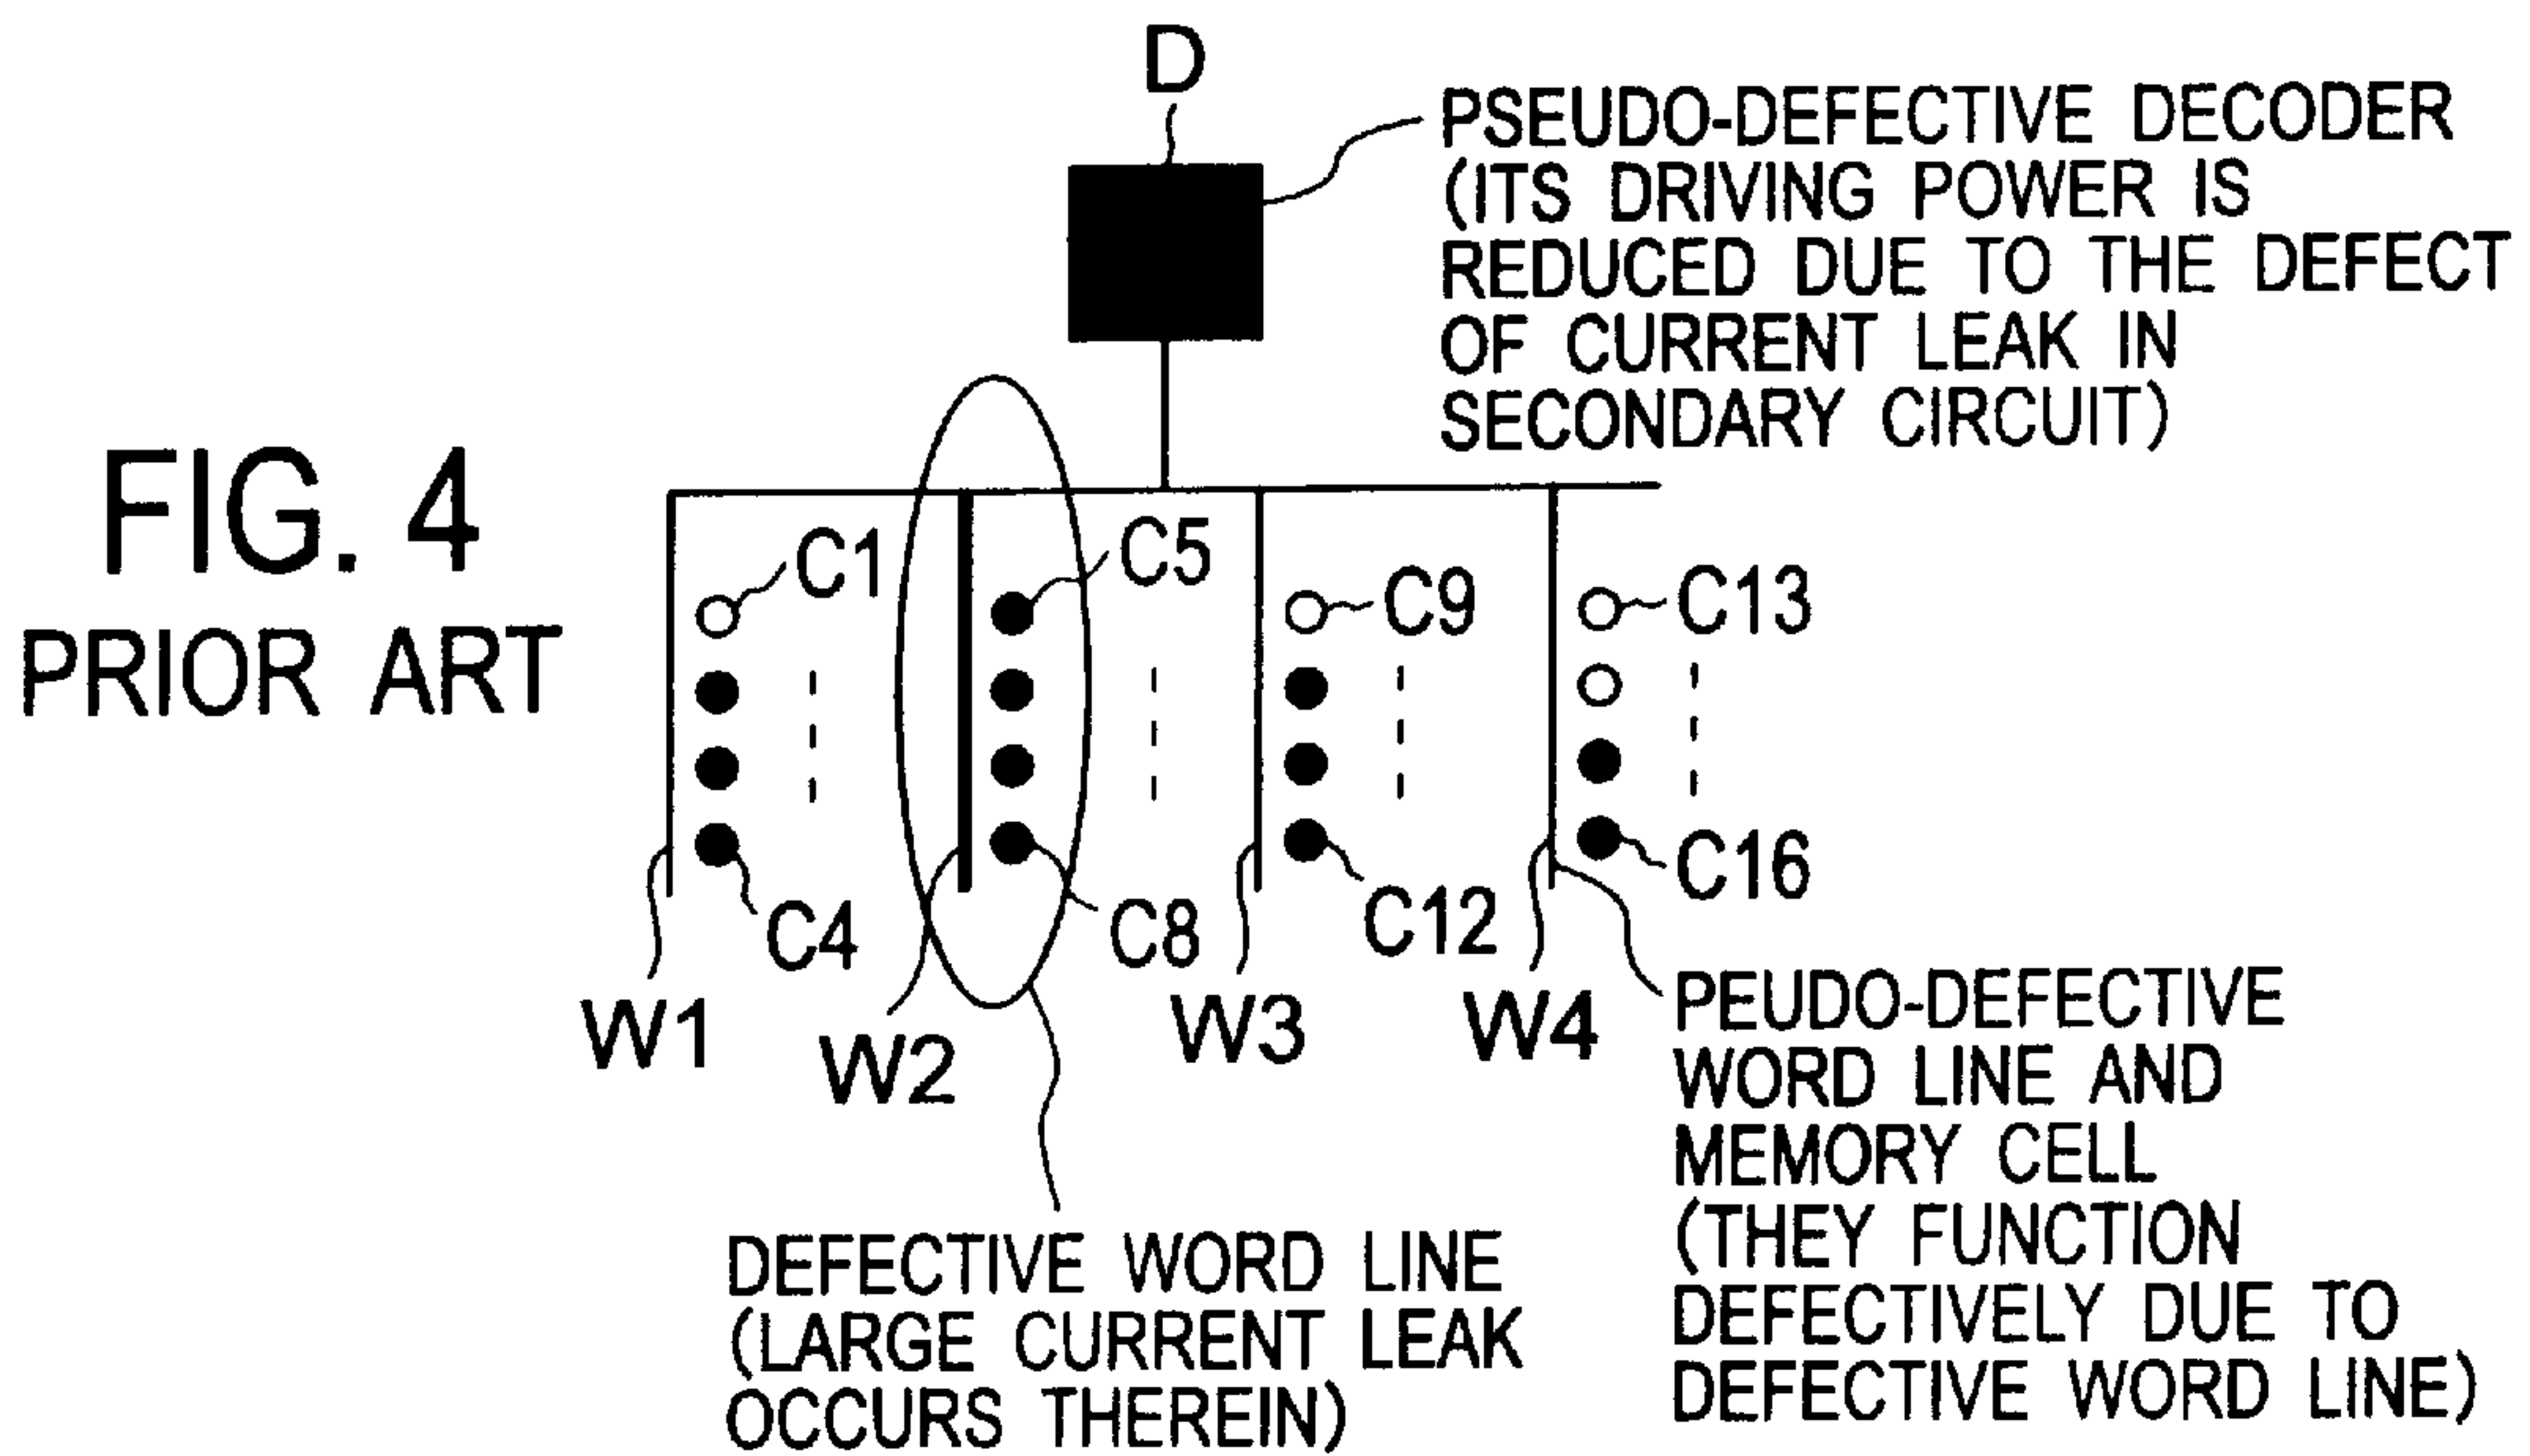 D
PSEUDO-DEFECTIVE DECODER
(ITS DRIVING POWER IS
REDUCED DUE TO THE DEFECT
OF CURRENT LEAK IN
SECONDARY CIRCUIT)
FIG. 4
PRIOR ART
C1
C5
C9
C13
C4
C8
C12
C16
W1
W2
W3
W4
PEUDO-DEFECTIVE
WORD LINE AND
MEMORY CELL
(THEY FUNCTION
DEFECTIVELY DUE TO
DEFECTIVE WORD LINE)
DEFECTIVE WORD LINE
(LARGE CURRENT LEAK
OCCURS THEREIN)